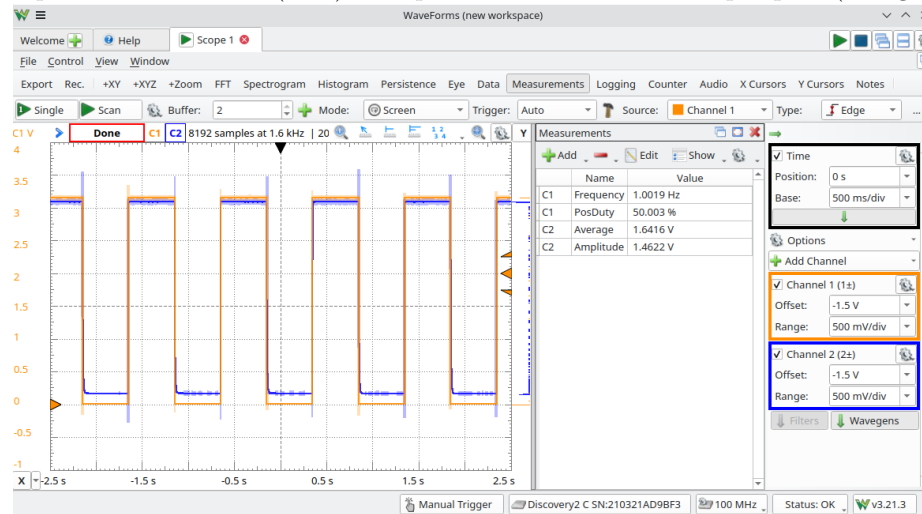 WaveForms (new workspace)
Welcome Help Scope 1
File Control View Window
Export Rec. +XY +XYZ +Zoom FFT Spectrogram Histogram Persistence Eye Data Measurements Logging Counter Audio X Cursors Y Cursors Notes
Single Scan Buffer: 2 Mode: Screen Trigger: Auto Source: Channel 1 Type: Edge ...
C1 V Done C1 C2 8192 samples at 1.6 kHz | 20 Y
4
3.5
3
2.5
2
1.5
1
0.5
0
-0.5
-1
X -2.5 s -1.5 s -0.5 s 0.5 s 1.5 s 2.5 s
Measurements
Add Edit Show
Name Value
C1 Frequency 1.0019 Hz
C1 PosDuty 50.003 %
C2 Average 1.6416 V
C2 Amplitude 1.4622 V
Time
Position: 0 s
Base: 500 ms/div
Options
Add Channel
Channel 1 (1±)
Offset: -1.5 V
Range: 500 mV/div
Channel 2 (2±)
Offset: -1.5 V
Range: 500 mV/div
Filters Wavegens
Manual Trigger Discovery2 C SN:210321AD9BF3 100 MHz Status: OK v3.21.3